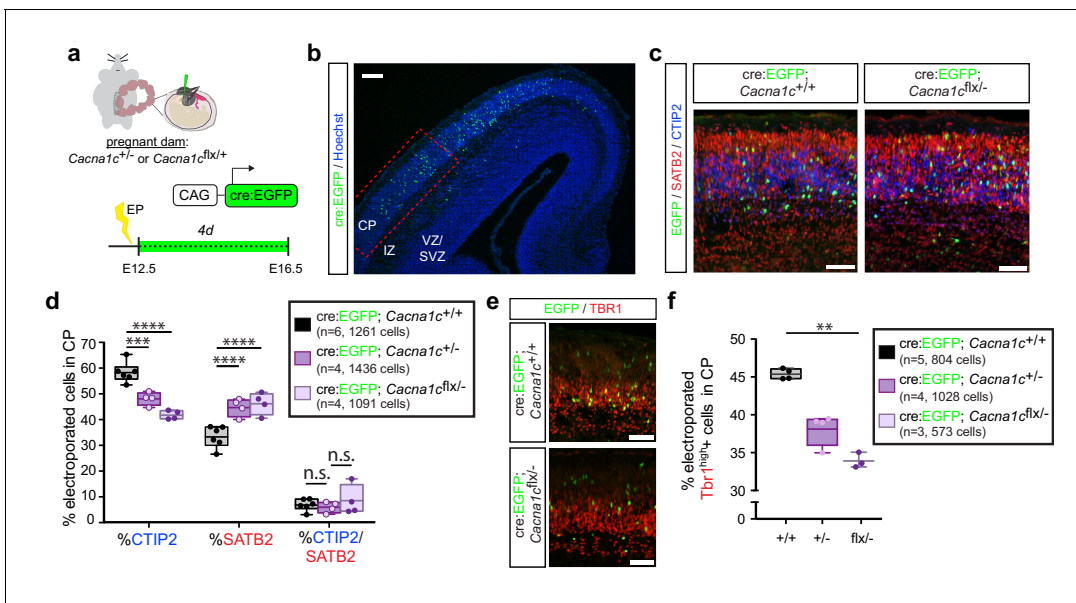 a
pregnant dam:
Cacna1c+/- or Cacna1cflx/+
CAG
cre:EGFP
EP
4d
E12.5
E16.5
b
cre:EGFP / Hoechst
CP
IZ
VZ/
SVZ
c
EGFP / SATB2 / CTIP2
cre:EGFP;
Cacna1c+/+
cre:EGFP;
Cacna1cflx/-
d
% electroporated cells in CP
70
60
50
40
30
20
10
0
****
***
****
****
n.s.
n.s.
%CTIP2
%SATB2
%CTIP2/
SATB2
cre:EGFP; Cacna1c+/+
(n=6, 1261 cells)
cre:EGFP; Cacna1c+/-
(n=4, 1436 cells)
cre:EGFP; Cacna1cflx/-
(n=4, 1091 cells)
e
EGFP / TBR1
cre:EGFP;
Cacna1c+/+
cre:EGFP;
Cacna1cflx/-
f
% electroporated
Tbr1high+ cells in CP
50
45
40
35
30
5
0
**
+/+
+/-
flx/-
cre:EGFP; Cacna1c+/+
(n=5, 804 cells)
cre:EGFP; Cacna1c+/-
(n=4, 1028 cells)
cre:EGFP; Cacna1cflx/-
(n=3, 573 cells)